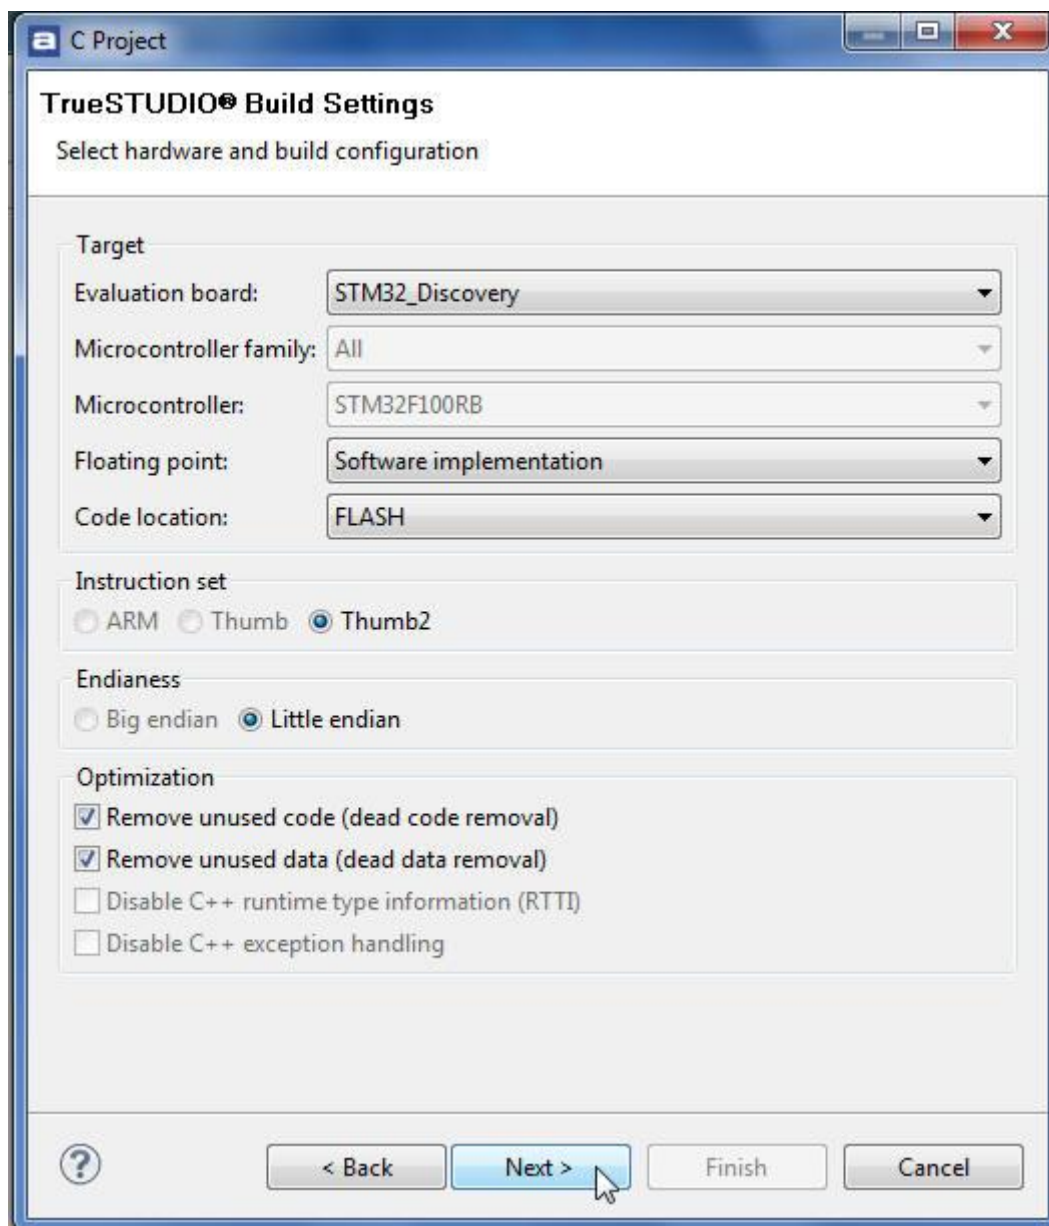 C Project
TrueSTUDIO® Build Settings
Select hardware and build configuration
Target
Evaluation board: STM32_Discovery
Microcontroller family: All
Microcontroller: STM32F100RB
Floating point: Software implementation
Code location: FLASH
Instruction set
ARM Thumb Thumb2
Endianess
Big endian Little endian
Optimization
Remove unused code (dead code removal)
Remove unused data (dead data removal)
Disable C++ runtime type information (RTTI)
Disable C++ exception handling
? < Back Next > Finish Cancel